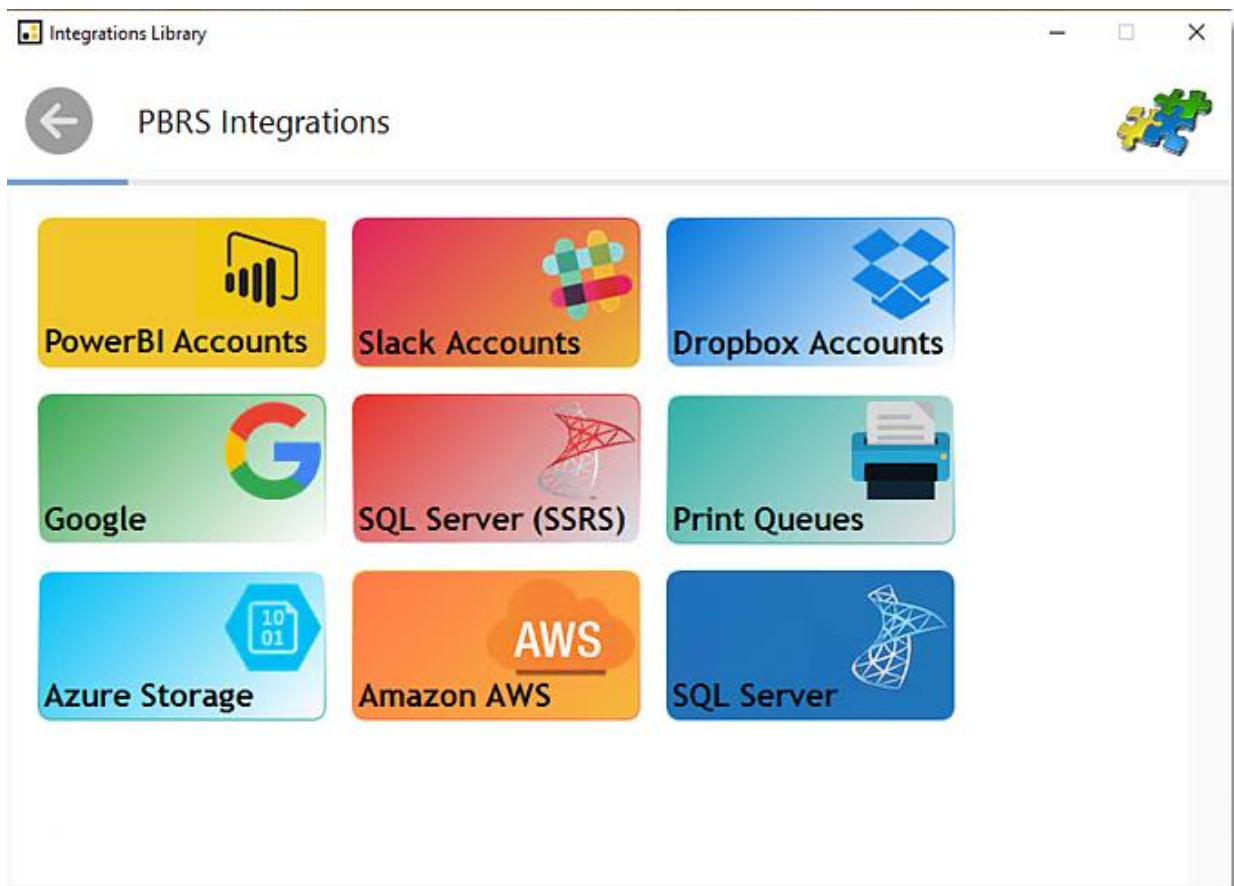 Integrations Library
PBRS Integrations
PowerBI Accounts
Slack Accounts
Dropbox Accounts
Google
SQL Server (SSRS)
Print Queues
10
01
Azure Storage
AWS
Amazon AWS
SQL Server